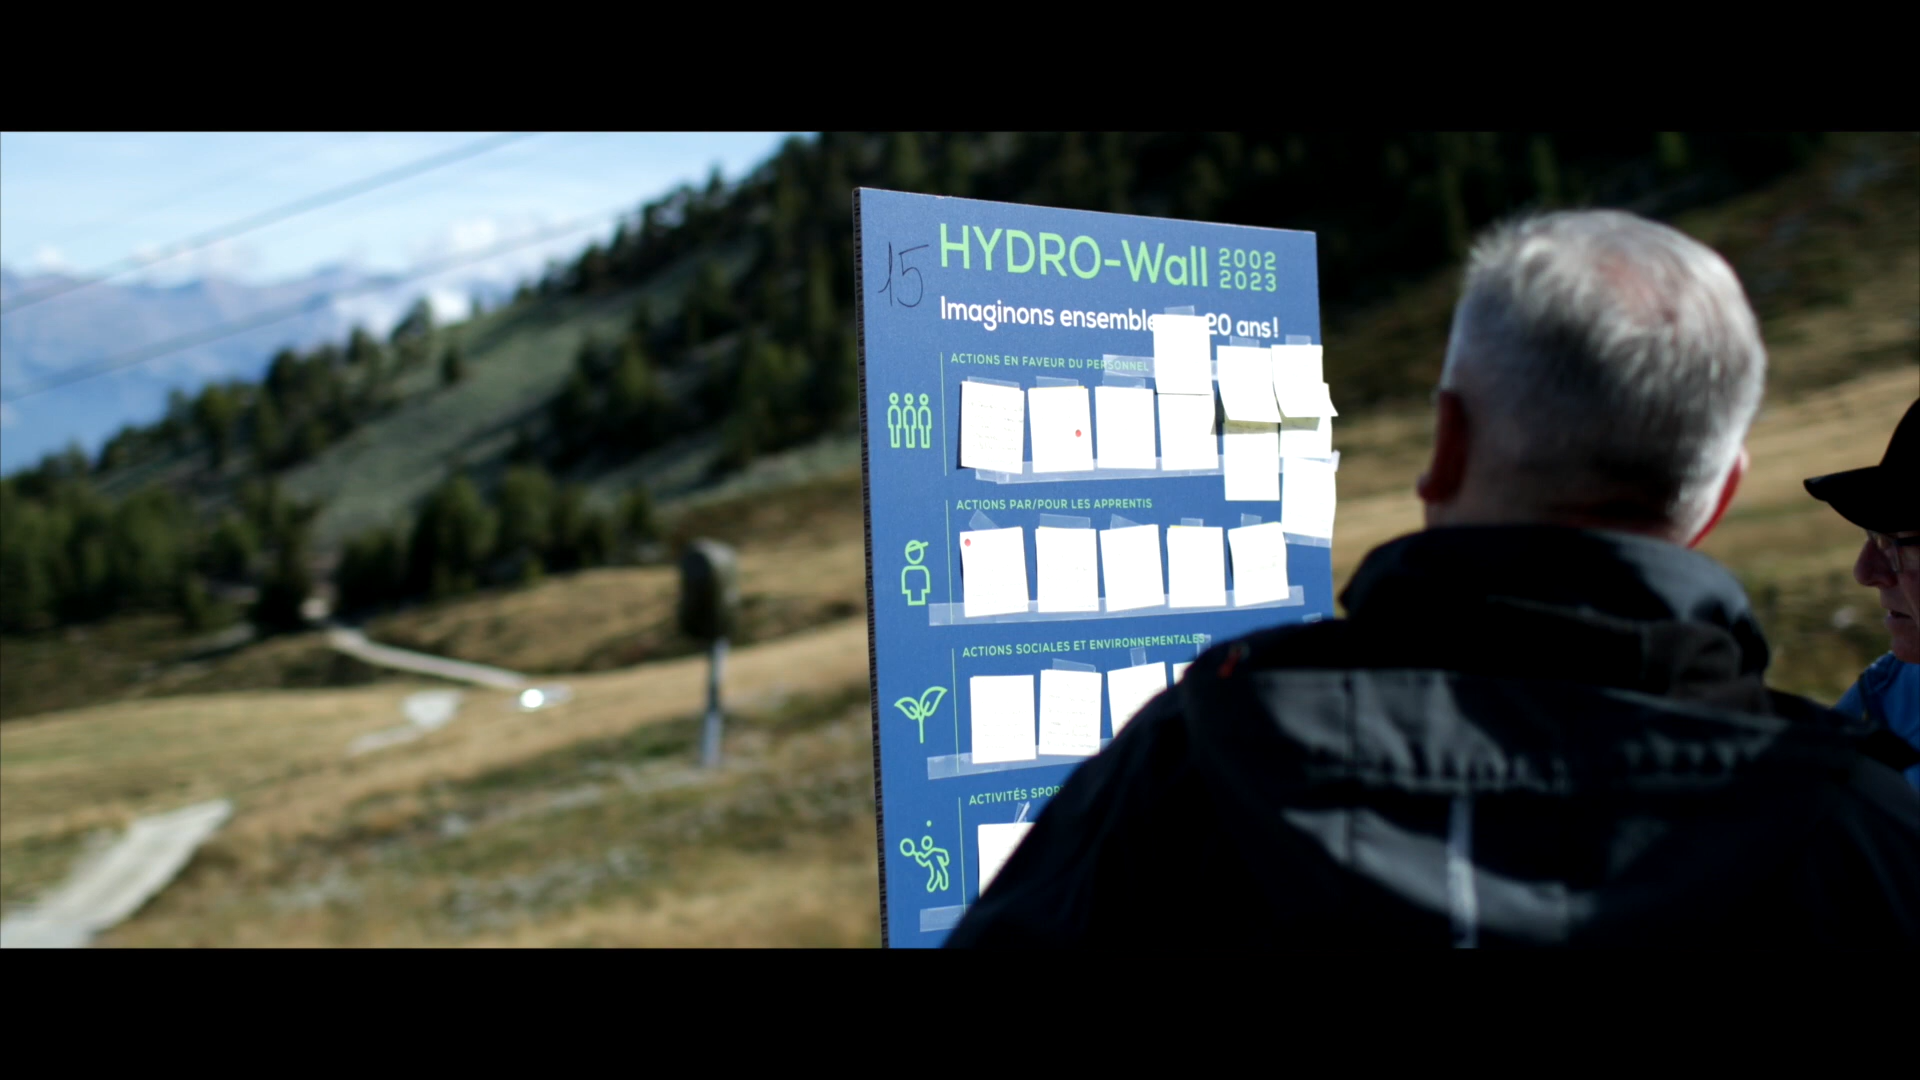 15
HYDRO-Wall 2002 2023
Imaginons ensemble 20 ans!
ACTIONS EN FAVEUR DU PERSONNEL
ACTIONS PAR/POUR LES APPRENTIS
ACTIONS SOCIALES ET ENVIRONNEMENTALES
ACTIVITÉS